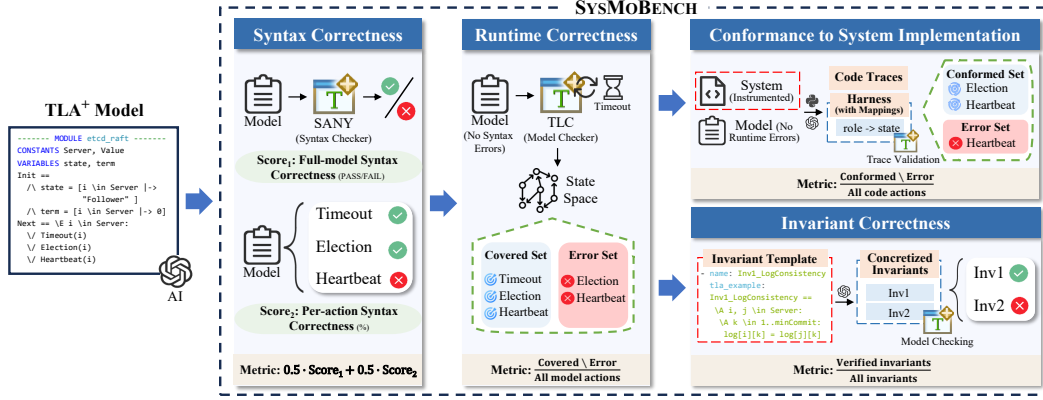 SYSMOBENCH
TLA+ Model
------- MODULE etcd_raft -------
CONSTANTS Server, Value
VARIABLES state, term
Init ==
/\ state = [i \in Server |->
"Follower" ]
/\ term = [i \in Server |-> 0]
Next == \E i \in Server:
\/ Timeout(i)
\/ Election(i)
\/ Heartbeat(i)
AI
Syntax Correctness
Model
SANY
(Syntax Checker)
Score1: Full-model Syntax
Correctness (PASS/FAIL)
Model
Timeout
Election
Heartbeat
Score2: Per-action Syntax
Correctness (%)
Metric: 0.5 · Score1 + 0.5 · Score2
Runtime Correctness
Model
(No Syntax
Errors)
TLC
(Model Checker)
Timeout
State
Space
Covered Set
Timeout
Election
Heartbeat
Error Set
Election
Heartbeat
Metric: Covered \ Error
All model actions
Conformance to System Implementation
System
(Instrumented)
Model (No
Runtime Errors)
Code Traces
Harness
(with Mappings)
role -> state
Trace Validation
Conformed Set
Election
Heartbeat
Error Set
Heartbeat
Metric: Conformed \ Error
All code actions
Invariant Correctness
Invariant Template
- name: Inv1_LogConsistency
tla_example:
Inv1_LogConsistency ==
\A i, j \in Server:
\A k \in 1..minCommit:
log[i][k] = log[j][k]
Concretized
Invariants
Inv1
Inv2
Model Checking
Inv1
Inv2
Metric: Verified invariants
All invariants